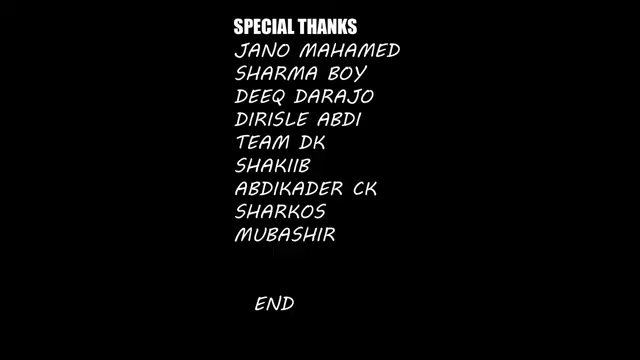 SPECIAL THANKS
JANO MAHAMED
SHARMA BOY
DEEQ DARAJO
DIRISLE ABDI
TEAM DK
SHAKIIB
ABDIKADER CK
SHARKOS
MUBASHIR
END